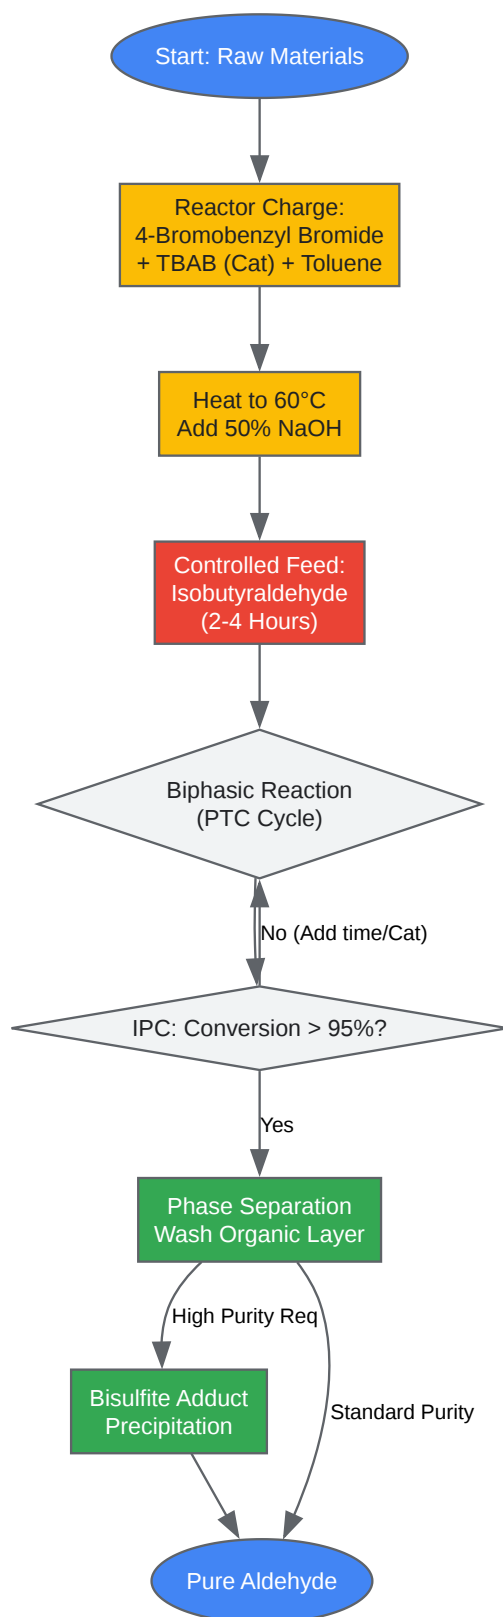 Start: Raw Materials
Reactor Charge:
4-Bromobenzyl Bromide
+ TBAB (Cat) + Toluene
Heat to 60°C
Add 50% NaOH
Controlled Feed:
Isobutyraldehyde
(2-4 Hours)
Biphasic Reaction
(PTC Cycle)
No (Add time/Cat)
IPC: Conversion > 95%?
Yes
Phase Separation
Wash Organic Layer
High Purity Req
Bisulfite Adduct
Precipitation
Standard Purity
Pure Aldehyde